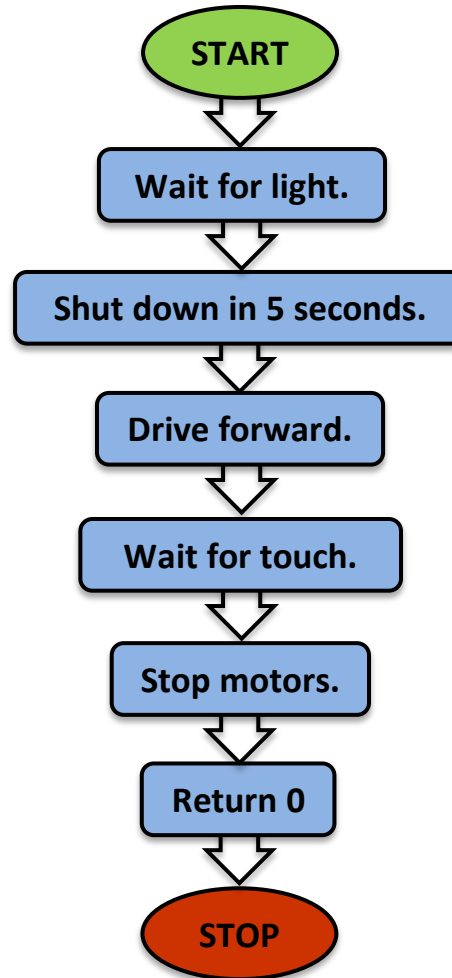 START
Wait for light.
Shut down in 5 seconds.
Drive forward.
Wait for touch.
Stop motors.
Return 0
STOP